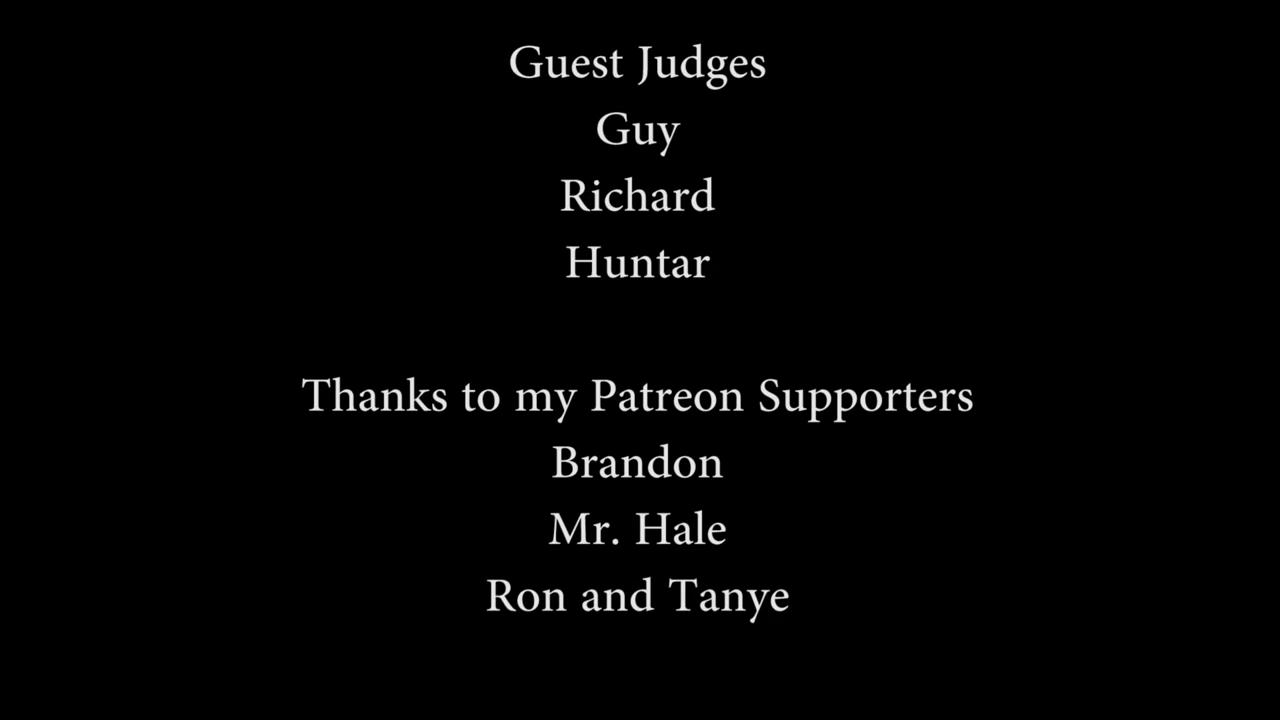 Guest Judges
Guy
Richard
Huntar
Thanks to my Patreon Supporters
Brandon
Mr. Hale
Ron and Tanye